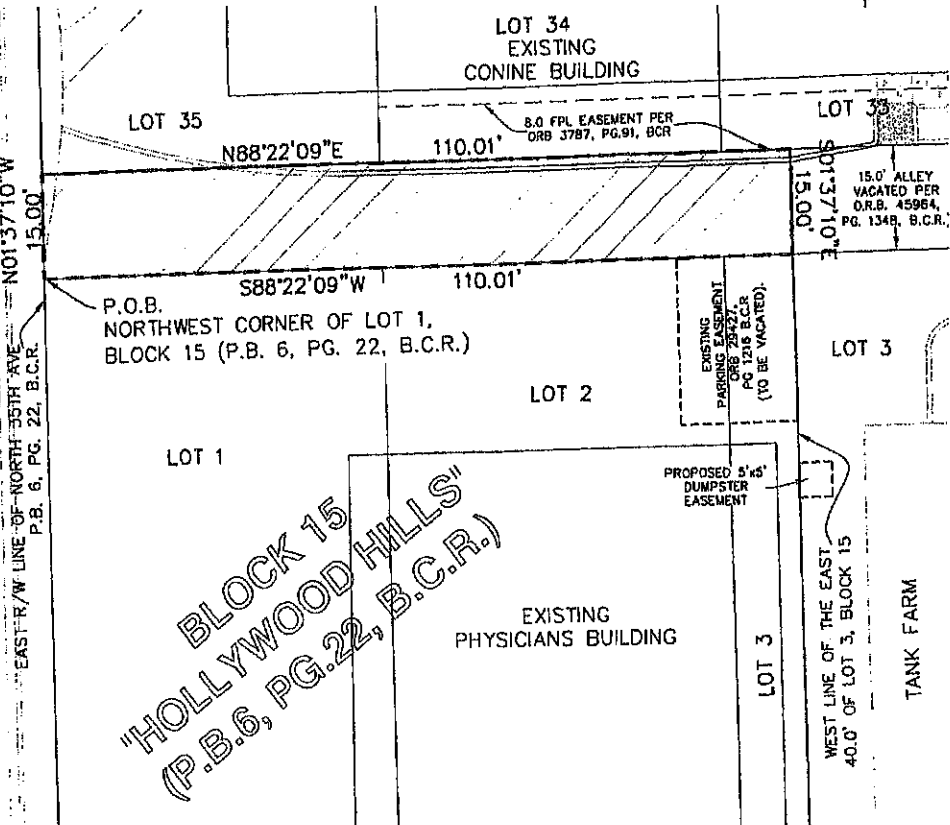 LOT 34
EXISTING
CONINE BUILDING
LOT 35
8.0 FPL EASEMENT PER
ORB 3787, PG.91, BCR
LOT 33
N88°22'09"E
110.01'
N01°37'10"W
15.00'
S01°37'10"E
15.00'
15.0' ALLEY
VACATED PER
O.R.B. 45964,
PG. 1348, B.C.R.
S88°22'09"W
110.01'
P.O.B.
NORTHWEST CORNER OF LOT 1,
BLOCK 15 (P.B. 6, PG. 22, B.C.R.)
EAST R/W LINE OF NORTH 35TH AVE
P.B. 6, PG. 22, B.C.R.
EXISTING
PARKING EASEMENT
ORB 29427,
PG 1216 B.C.R
(TO BE VACATED).
LOT 3
LOT 2
LOT 1
PROPOSED 5'x5'
DUMPSTER
EASEMENT
BLOCK 15
"HOLLYWOOD HILLS"
(P.B.6, PG.22, B.C.R.)
EXISTING
PHYSICIANS BUILDING
LOT 3
WEST LINE OF THE EAST
40.0' OF LOT 3, BLOCK 15
TANK FARM